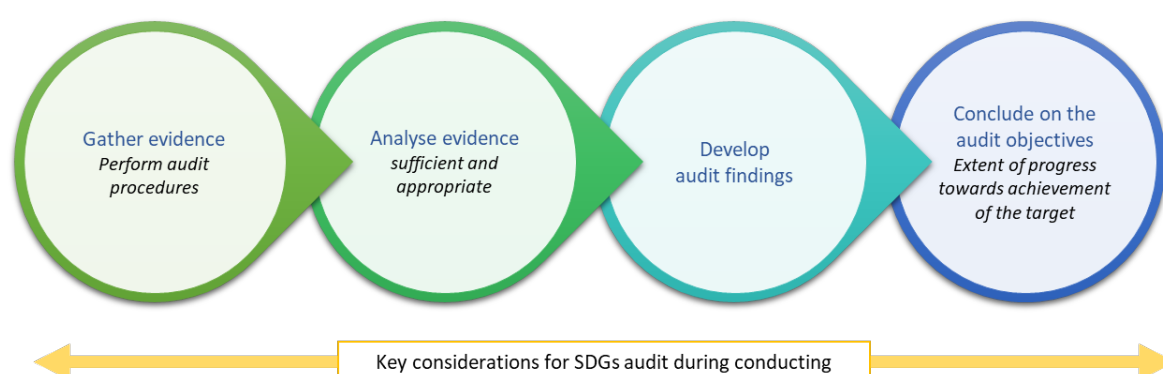 Gather evidence
Perform audit
procedures
Analyse evidence
sufficient and
appropriate
Develop
audit findings
Conclude on the
audit objectives
Extent of progress
towards achievement
of the target
Key considerations for SDGs audit during conducting